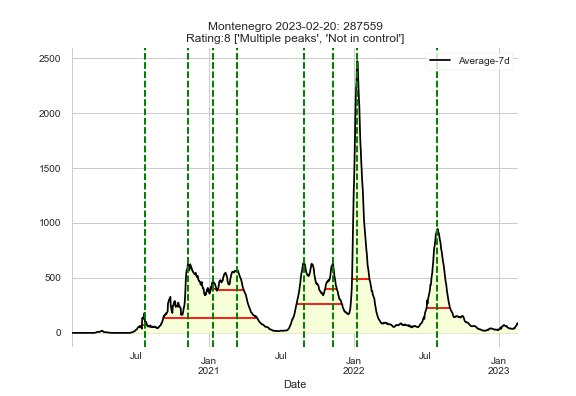 Montenegro 2023-02-20: 287559
Rating:8 ['Multiple peaks', 'Not in control']
Average-7d
2500
2000
1500
1000
500
0
Jul
Jan
2021
Jul
Jan
2022
Jul
Jan
2023
Date